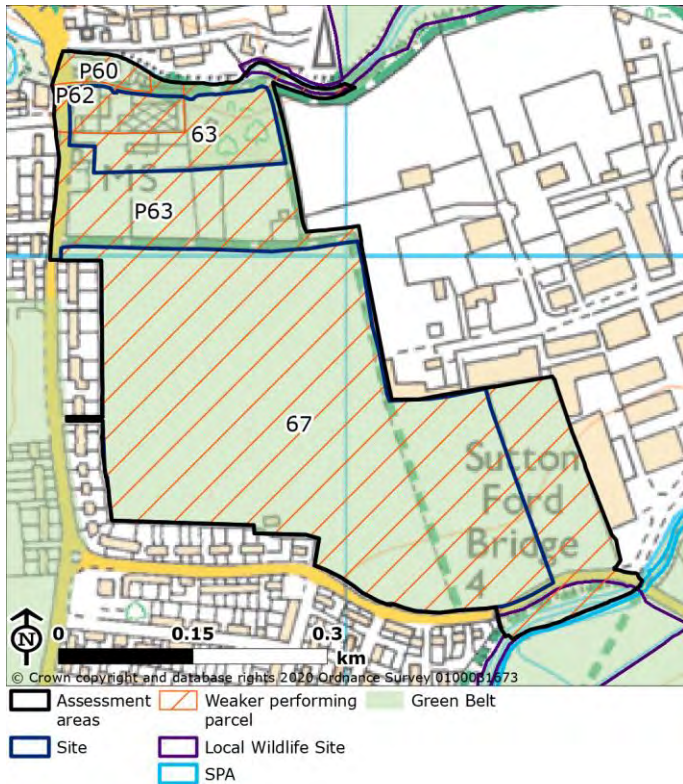 P60
P62
63
MS
P63
67
Sutton
Ford
Bridge
4
N
0 0.15 0.3
km
© Crown copyright and database rights 2020 Ordnance Survey 0100031673
Assessment areas
Weaker performing parcel
Green Belt
Site
Local Wildlife Site
SPA